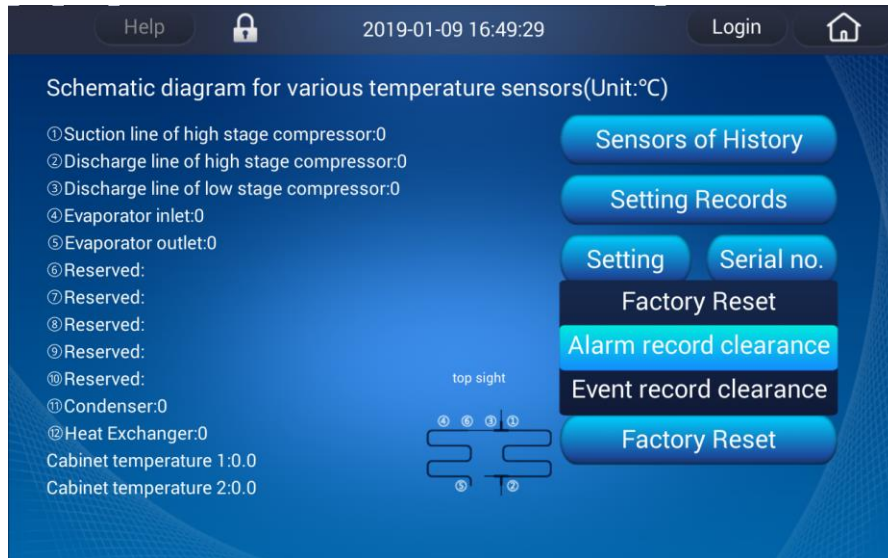 Help
2019-01-09 16:49:29
Login
Schematic diagram for various temperature sensors(Unit:℃)
①Suction line of high stage compressor:0
②Discharge line of high stage compressor:0
③Discharge line of low stage compressor:0
④Evaporator inlet:0
⑤Evaporator outlet:0
⑥Reserved:
⑦Reserved:
⑧Reserved:
⑨Reserved:
⑩Reserved:
⑪Condenser:0
⑫Heat Exchanger:0
Cabinet temperature 1:0.0
Cabinet temperature 2:0.0
top sight
④ ⑥ ③ ①
⑤ ②
Sensors of History
Setting Records
Setting
Serial no.
Factory Reset
Alarm record clearance
Event record clearance
Factory Reset